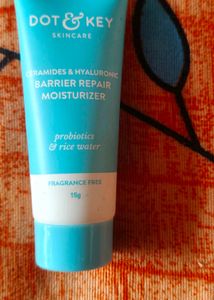 DOT & KEY
SKINCARE
CERAMIDES & HYALURONIC
BARRIER REPAIR
MOISTURIZER
probiotics
& rice water
FRAGRANCE FREE
15g